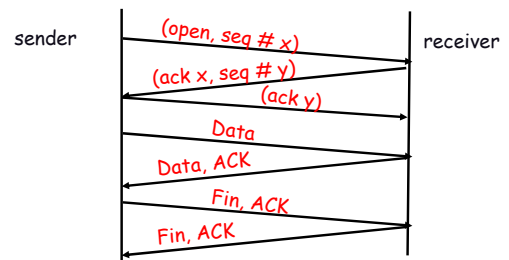 sender
receiver
(open, seq # x)
(ack x, seq # y)
(ack y)
Data
Data, ACK
Fin, ACK
Fin, ACK